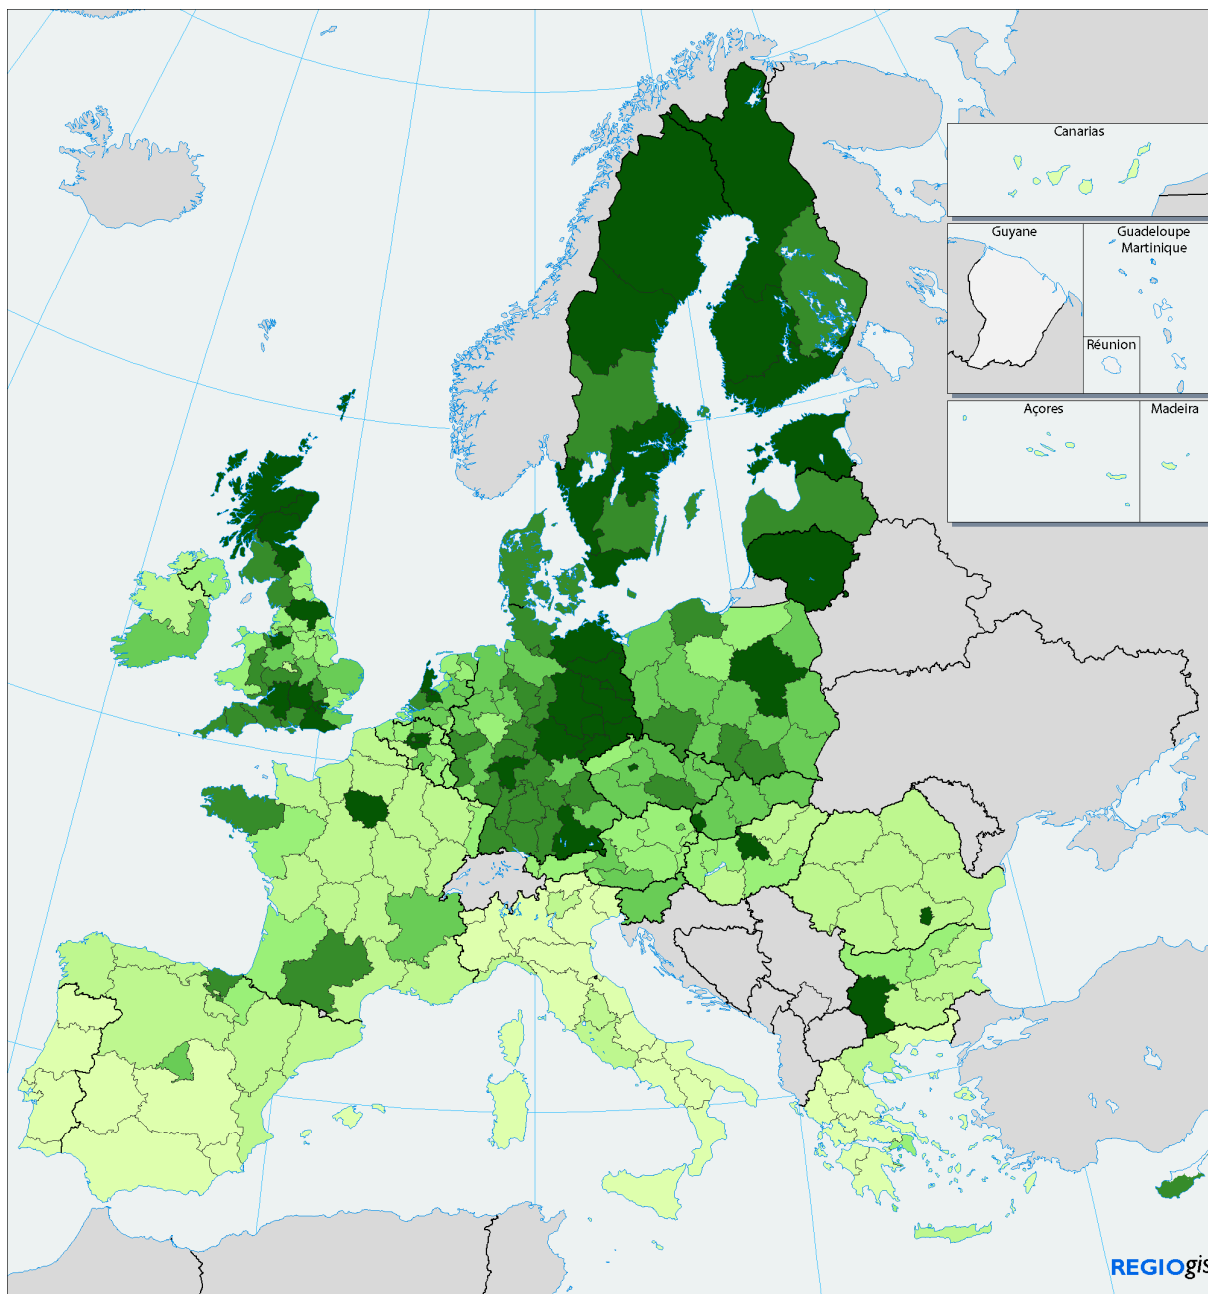 Canarias
Guyane
Guadeloupe
Martinique
Réunion
Açores
Madeira
REGIOgis